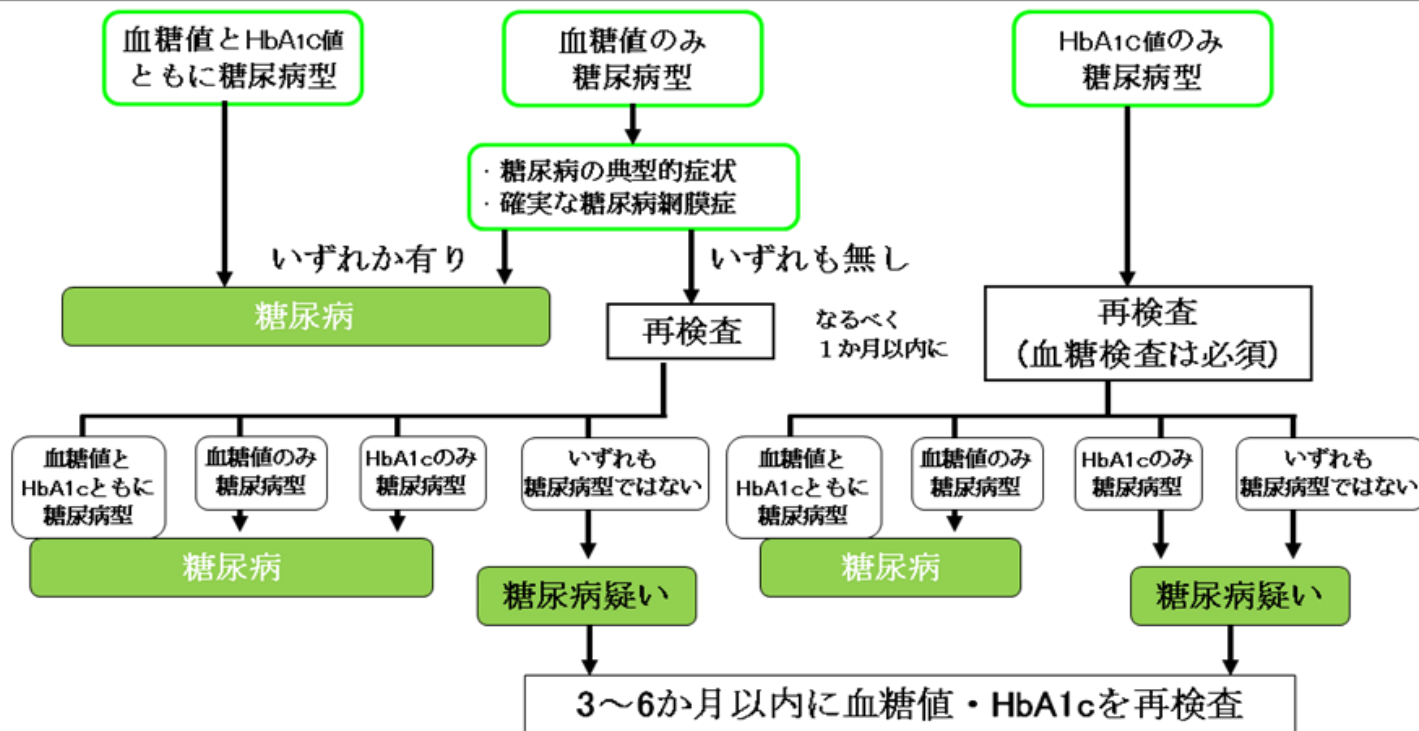 血糖値とHbA1C値
ともに糖尿病型
血糖値のみ
糖尿病型
HbA1C値のみ
糖尿病型
・糖尿病の典型的症状
・確実な糖尿病網膜症
いずれか有り
いずれも無し
糖尿病
再検査
なるべく
1か月以内に
再検査
(血糖検査は必須)
血糖値と
HbA1cともに
糖尿病型
血糖値のみ
糖尿病型
HbA1cのみ
糖尿病型
いずれも
糖尿病型ではない
血糖値と
HbA1cともに
糖尿病型
血糖値のみ
糖尿病型
HbA1cのみ
糖尿病型
いずれも
糖尿病型ではない
糖尿病
糖尿病疑い
糖尿病
糖尿病疑い
3～6か月以内に血糖値・HbA1cを再検査